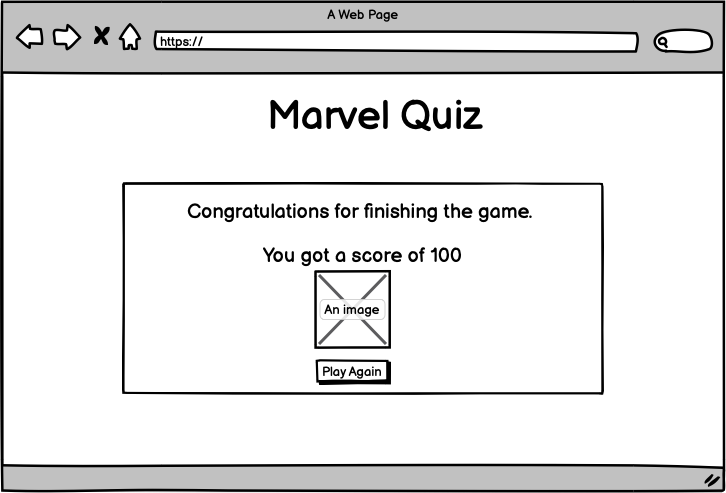 A Web Page
https://
Marvel Quiz
Congratulations for finishing the game.
You got a score of 100
An image
Play Again